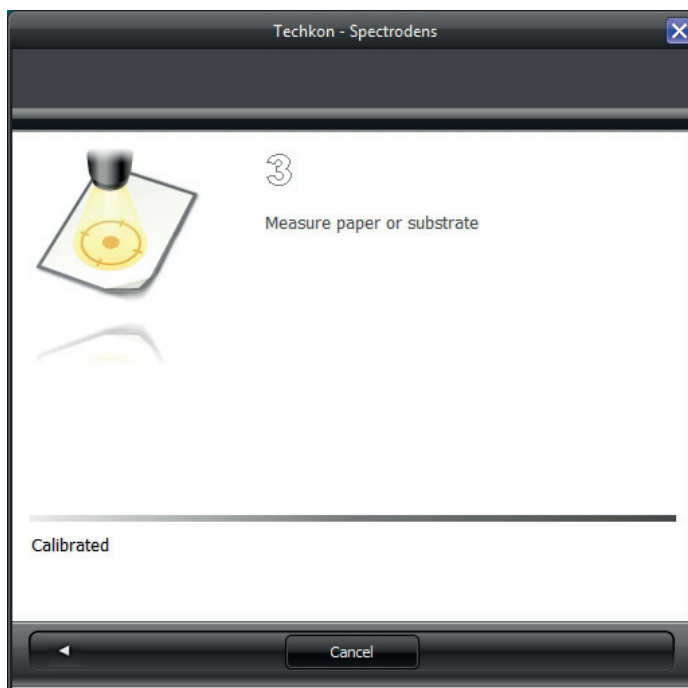 Techkon - Spectrodens
3
Measure paper or substrate
Calibrated
Cancel